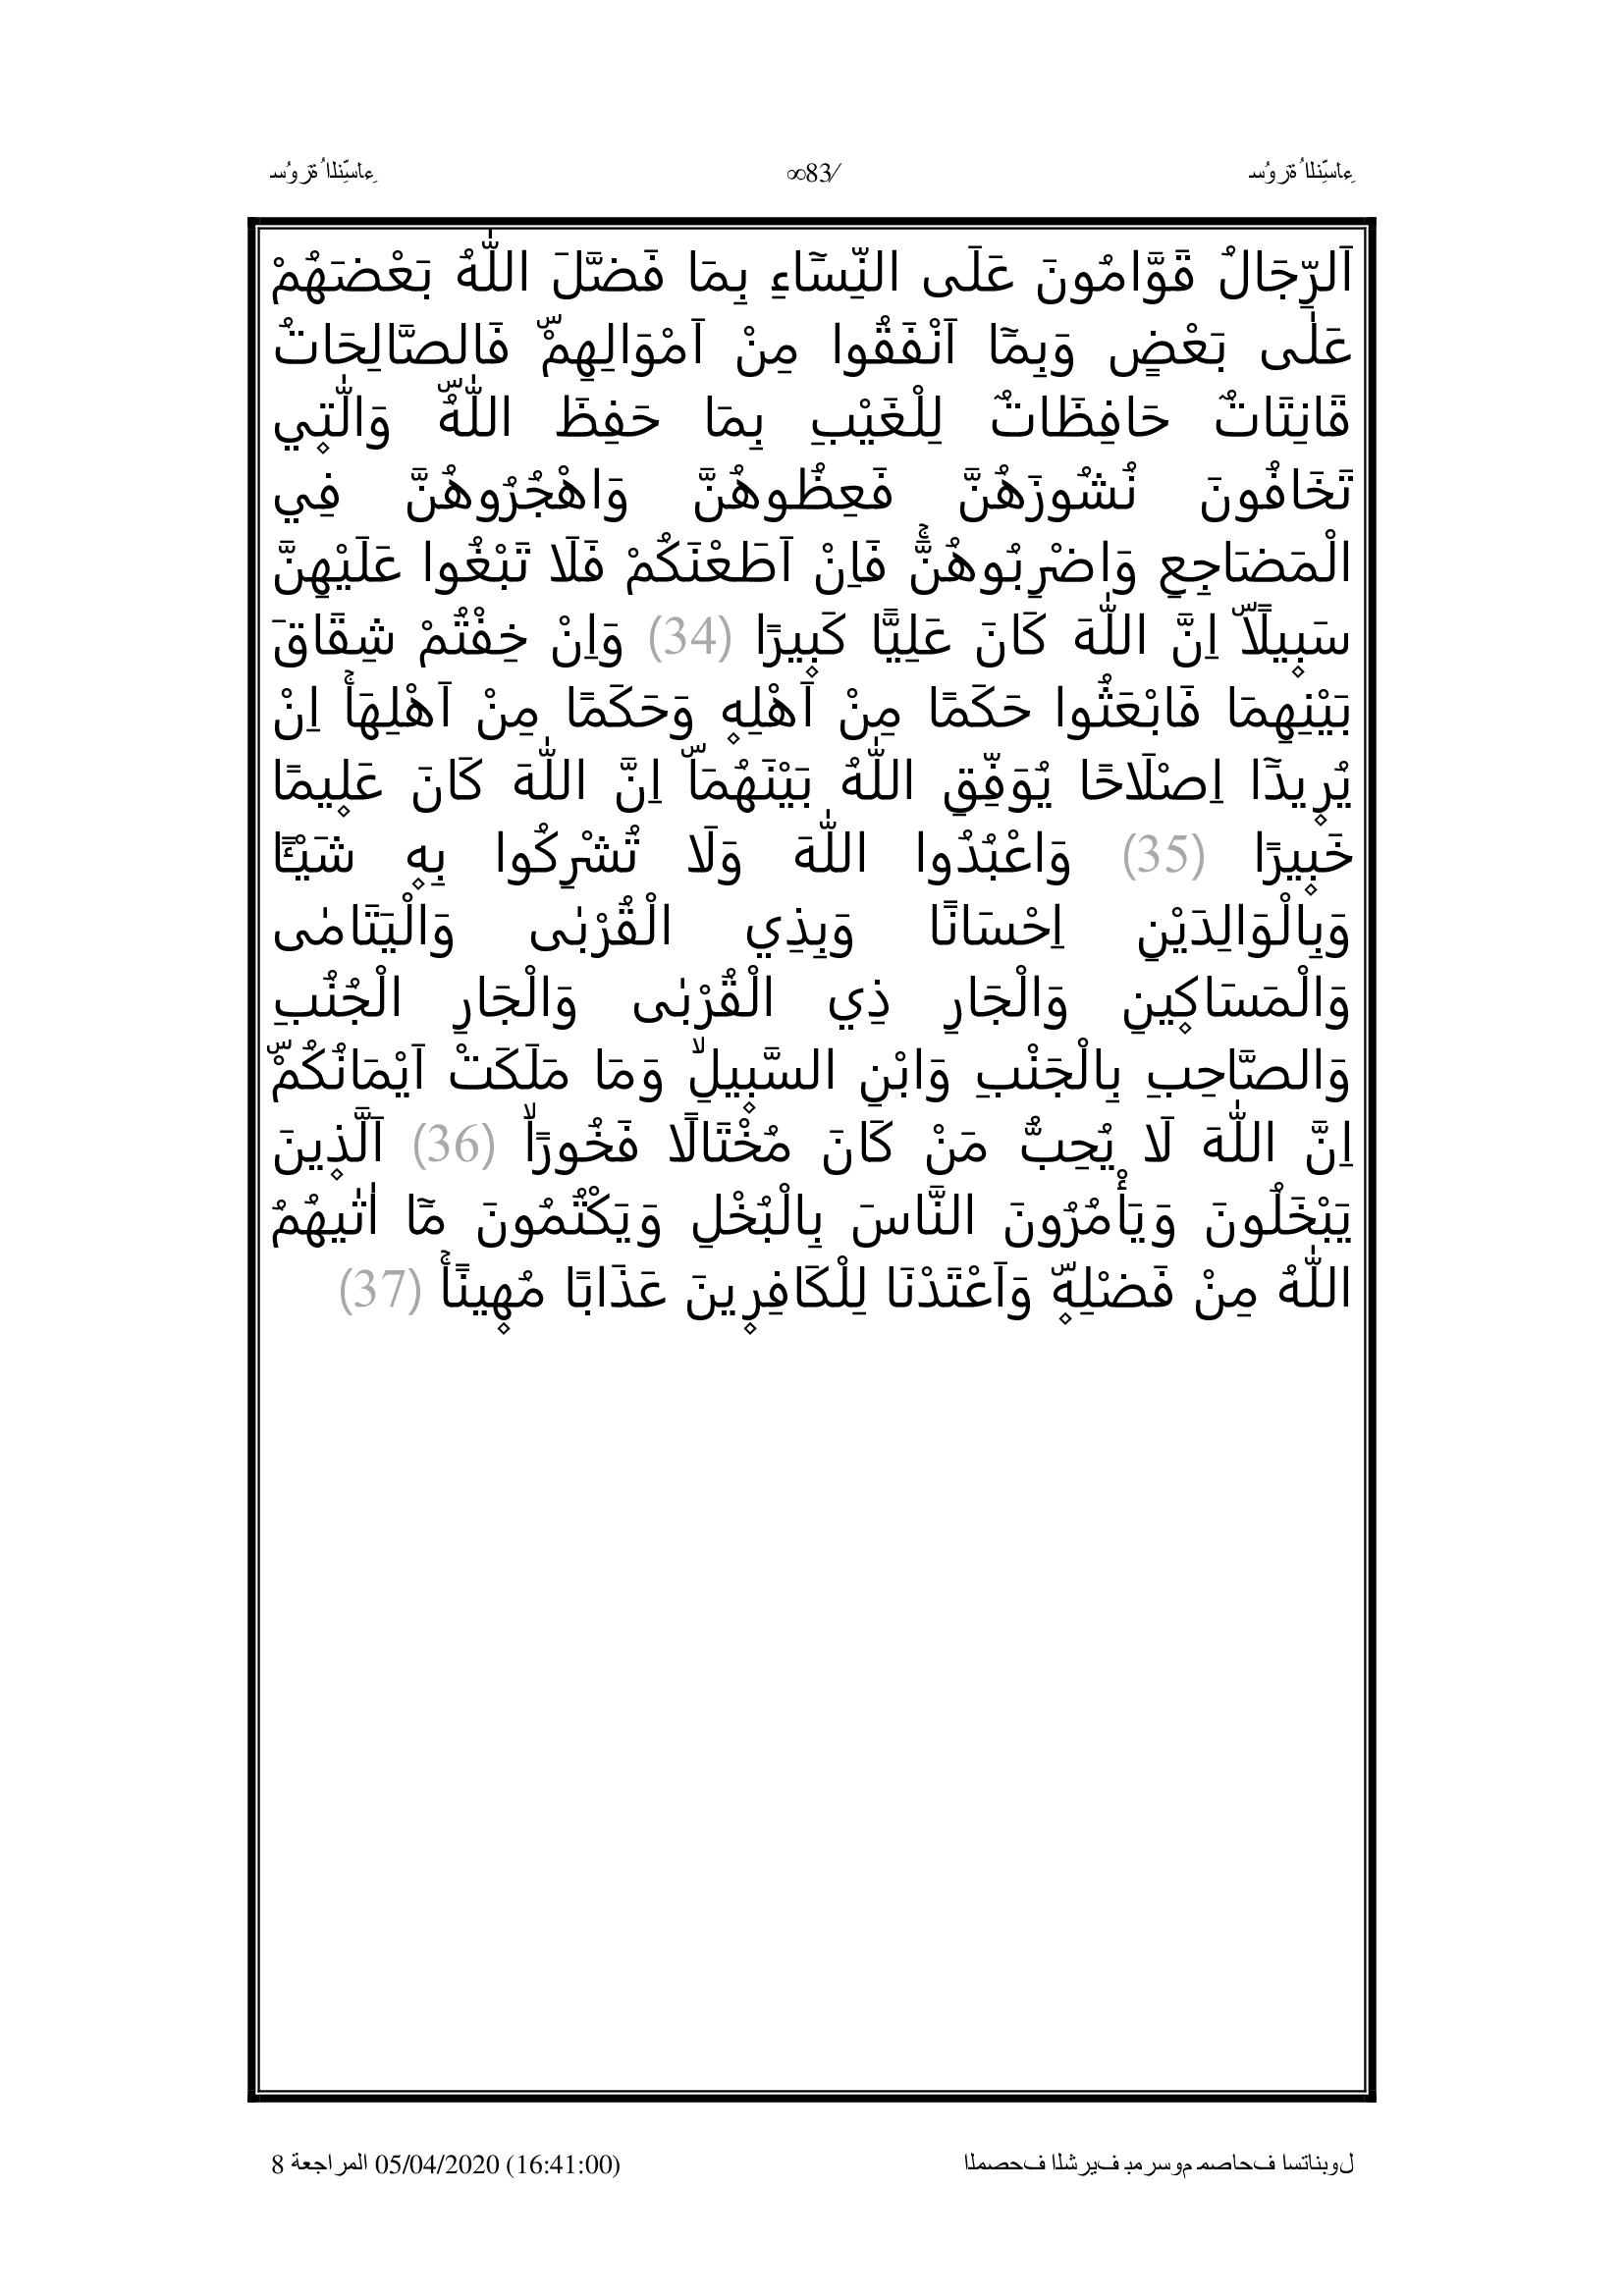 سُورَةُ النِّسَاءِ
∞83/
سُورَةُ النِّسَاءِ
اَلرِّجَالُ قَوَّامُونَ عَلَى النِّسَٓاءِ بِمَا فَضَّلَ اللّٰهُ بَعْضَهُمْ
عَلٰى بَعْضٍ وَبِمَٓا اَنْفَقُوا مِنْ اَمْوَالِهِمْۜ فَالصَّالِحَاتُ
قَانِتَاتٌ حَافِظَاتٌ لِلْغَيْبِ بِمَا حَفِظَ اللّٰهُۜ وَالّٰت۪ي
تَخَافُونَ نُشُوزَهُنَّ فَعِظُوهُنَّ وَاهْجُرُوهُنَّ فِي
الْمَضَاجِعِ وَاضْرِبُوهُنَّۚ فَاِنْ اَطَعْنَكُمْ فَلَا تَبْغُوا عَلَيْهِنَّ
سَب۪يلًاۜ اِنَّ اللّٰهَ كَانَ عَلِيًّا كَب۪يرًا (34) وَاِنْ خِفْتُمْ شِقَاقَ
بَيْنِهِمَا فَابْعَثُوا حَكَمًا مِنْ اَهْلِه۪ وَحَكَمًا مِنْ اَهْلِهَاۚ اِنْ
يُر۪يدَٓا اِصْلَاحًا يُوَفِّقِ اللّٰهُ بَيْنَهُمَاۜ اِنَّ اللّٰهَ كَانَ عَل۪يمًا
خَب۪يرًا (35) وَاعْبُدُوا اللّٰهَ وَلَا تُشْرِكُوا بِه۪ شَيْـًٔا
وَبِالْوَالِدَيْنِ اِحْسَانًا وَبِذِي الْقُرْبٰى وَالْيَتَامٰى
وَالْمَسَاك۪ينِ وَالْجَارِ ذِي الْقُرْبٰى وَالْجَارِ الْجُنُبِ
وَالصَّاحِبِ بِالْجَنْبِ وَابْنِ السَّب۪يلِۙ وَمَا مَلَكَتْ اَيْمَانُكُمْۜ
اِنَّ اللّٰهَ لَا يُحِبُّ مَنْ كَانَ مُخْتَالًا فَخُورًاۙ (36) اَلَّذ۪ينَ
يَبْخَلُونَ وَيَأْمُرُونَ النَّاسَ بِالْبُخْلِ وَيَكْتُمُونَ مَٓا اٰتٰيهُمُ
اللّٰهُ مِنْ فَضْلِه۪ۜ وَاَعْتَدْنَا لِلْكَافِر۪ينَ عَذَابًا مُه۪ينًاۚ (37)
المصحف الشريف بمرسوم مصاحف استانبول
8 المراجعة 05/04/2020 (16:41:00)